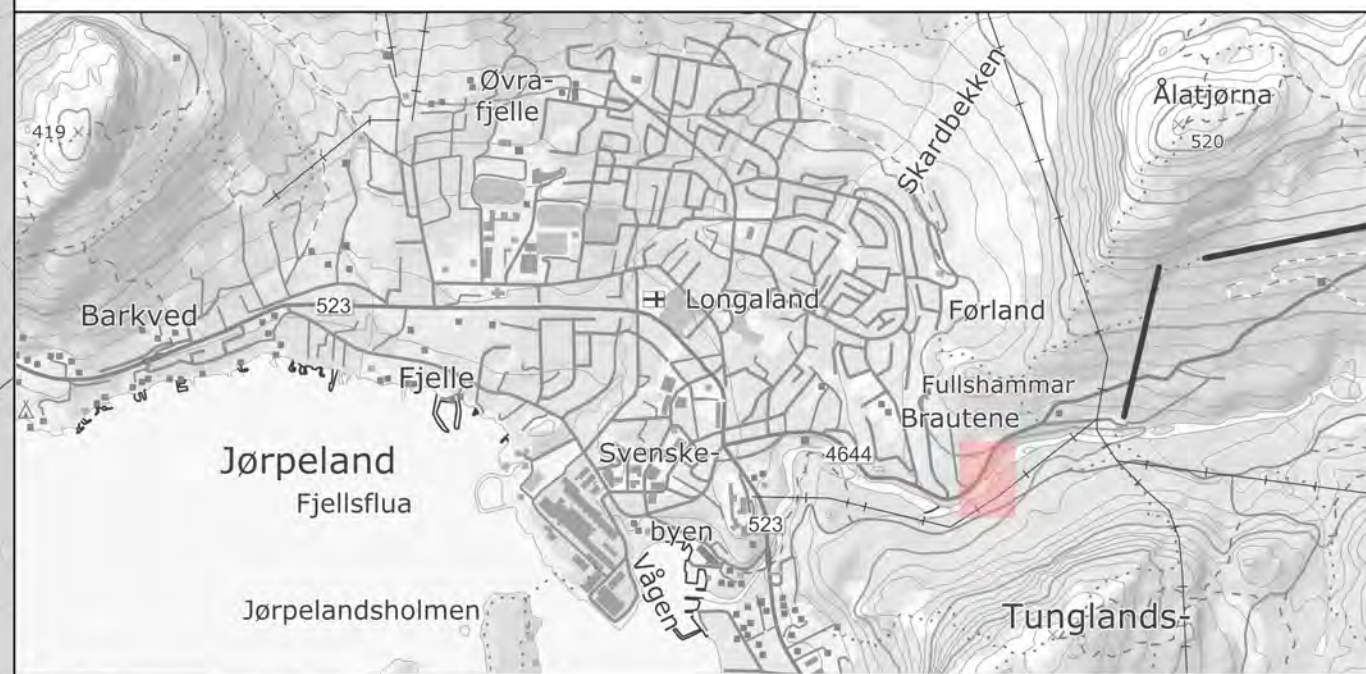 Øvra-
fjelle
Skardbekken
Ålatjørna
520
419
Barkved
523
Longaland
Førland
Fjelle
Fullshammar
Brautene
Jørpeland
Fjellsflua
Svenske-
4644
byen
523
Vågen
Jørpelandsholmen
Tunglands-